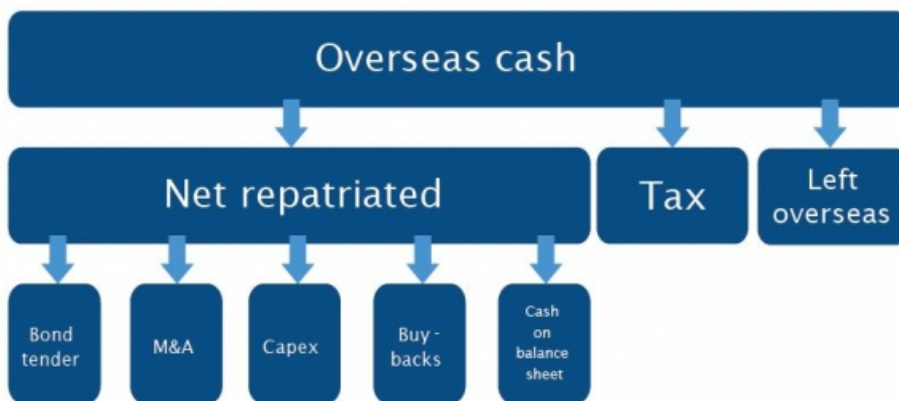 Overseas cash
Net repatriated
Tax
Left
overseas
Bond
tender
M&A
Capex
Buy-
backs
Cash
on
balance
sheet